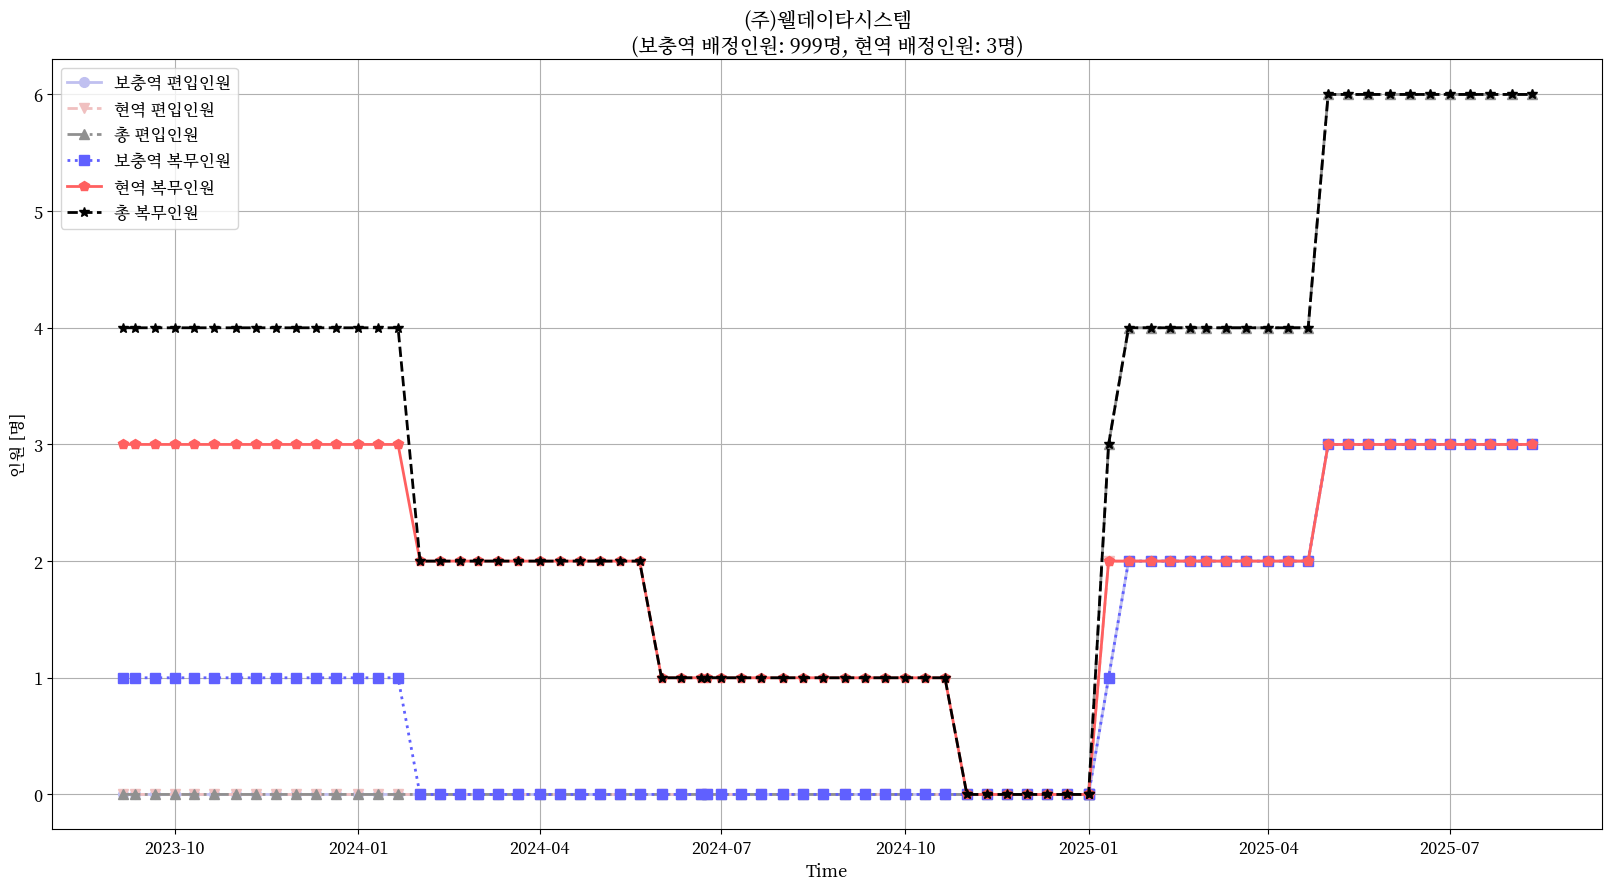 (주)웰데이타시스템
(보충역 배정인원: 999명, 현역 배정인원: 3명)
보충역 편입인원
현역 편입인원
총 편입인원
보충역 복무인원
현역 복무인원
총 복무인원
인원 [명]
6
5
4
3
2
1
0
2023-10
2024-01
2024-04
2024-07
2024-10
2025-01
2025-04
2025-07
Time